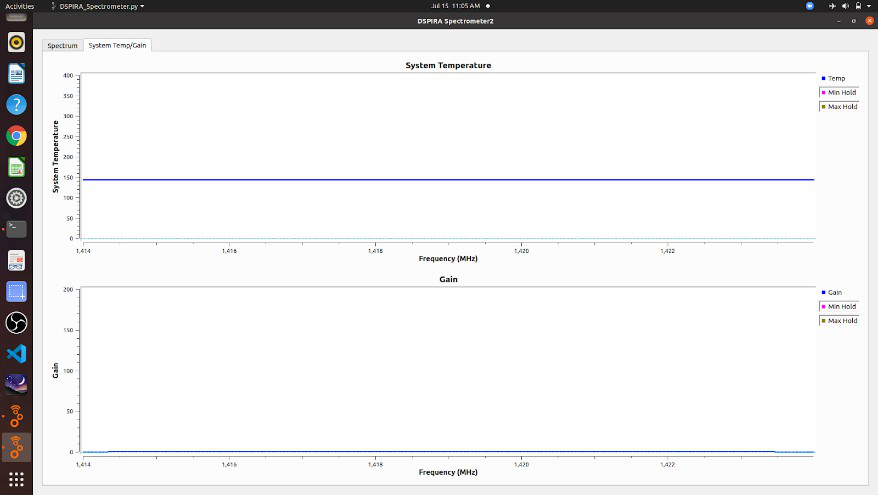 Activities DSPIRA_Spectrometer.py Jul 15 11:05 AM
DSPIRA Spectrometer2
Spectrum System Temp/Gain
System Temperature
400
350
300
250
200
150
100
50
0
System Temperature
Temp
Min Hold
Max Hold
1,414 1,416 1,418 1,420 1,422
Frequency (MHz)
Gain
200
150
100
50
0
Gain
Gain
Min Hold
Max Hold
1,414 1,416 1,418 1,420 1,422
Frequency (MHz)